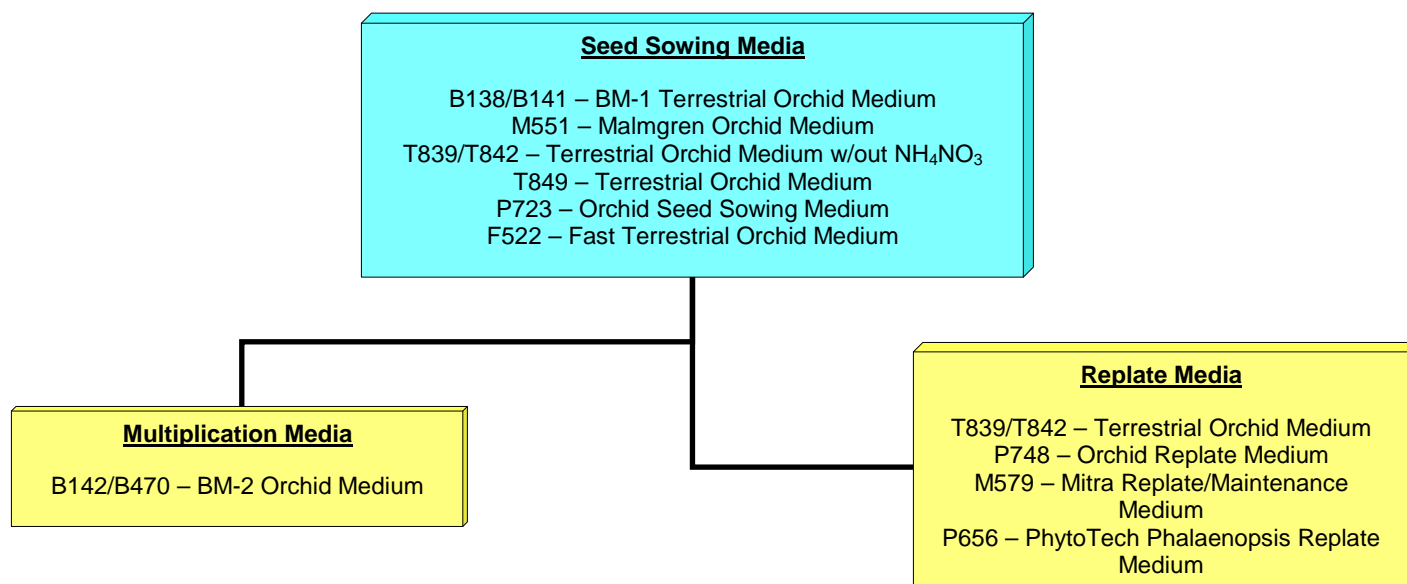 Seed Sowing Media
B138/B141 – BM-1 Terrestrial Orchid Medium
M551 – Malmgren Orchid Medium
T839/T842 – Terrestrial Orchid Medium w/out NH₄NO₃
T849 – Terrestrial Orchid Medium
P723 – Orchid Seed Sowing Medium
F522 – Fast Terrestrial Orchid Medium
Multiplication Media
B142/B470 – BM-2 Orchid Medium
Replate Media
T839/T842 – Terrestrial Orchid Medium
P748 – Orchid Replate Medium
M579 – Mitra Replate/Maintenance
Medium
P656 – PhytoTech Phalaenopsis Replate
Medium